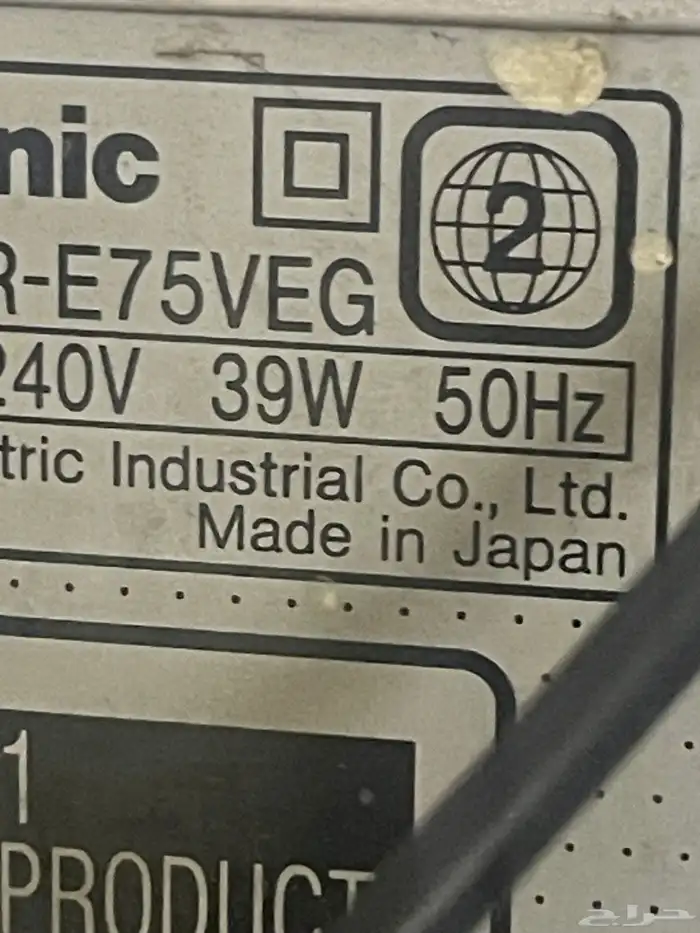 nic
2
R-E75VEG
240V 39W 50Hz
tric Industrial Co., Ltd.
Made in Japan
1
PRODUCT
حراج